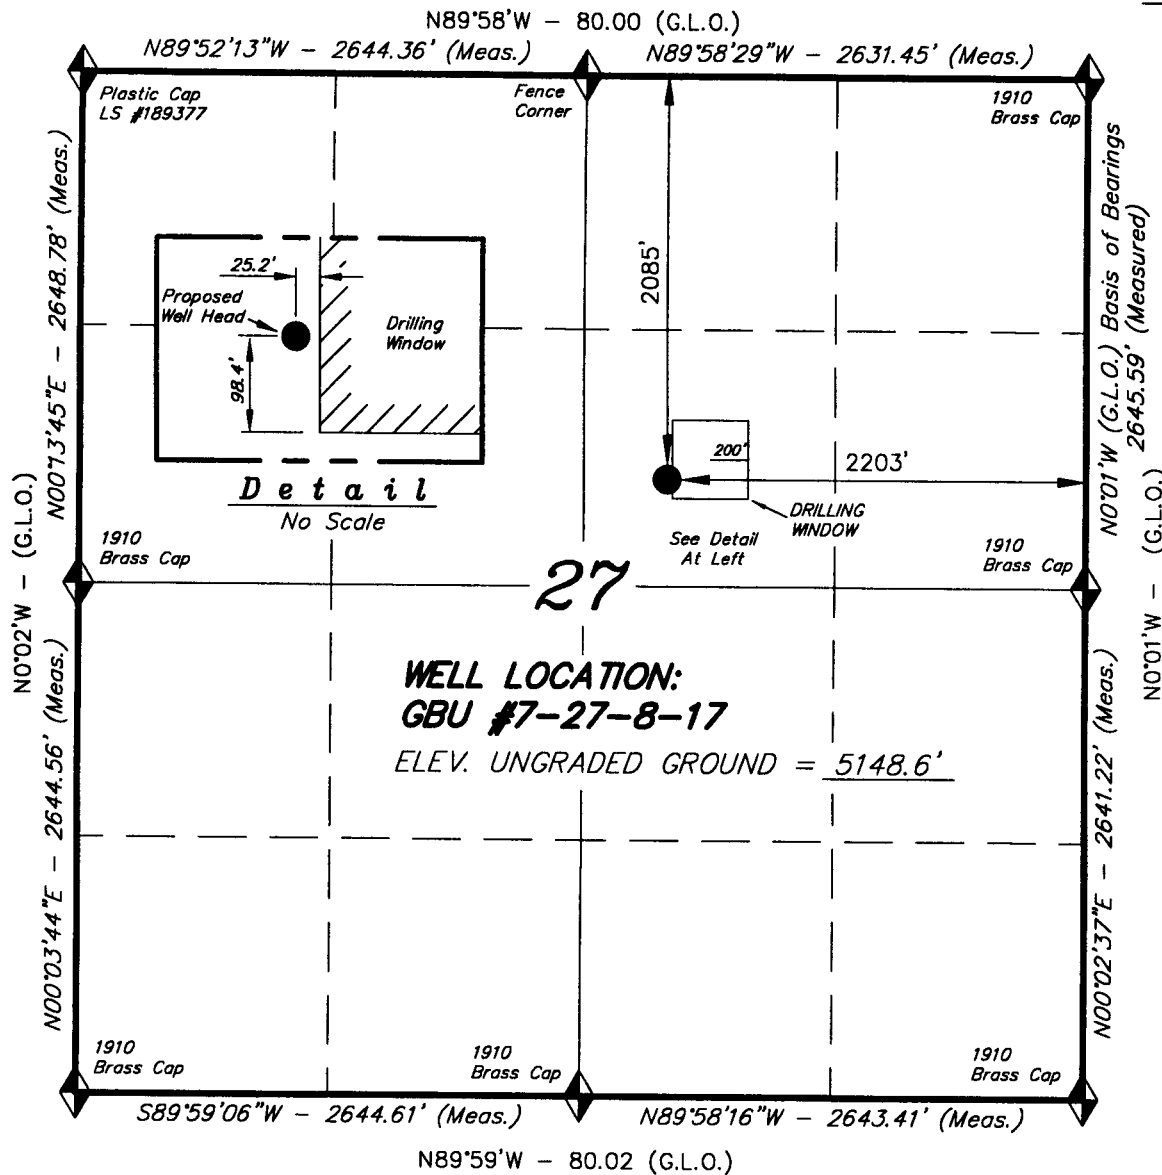 N89°58'W - 80.00 (G.L.O.)
N89°52'13"W - 2644.36' (Meas.)
N89°58'29"W - 2631.45' (Meas.)
Plastic Cap
LS #189377
Fence
Corner
1910
Brass Cap
N00°13'45"E - 2648.78' (Meas.)
N0°01'W (G.L.O.) Basis of Bearings
2645.59' (Measured)
25.2'
Proposed
Well Head
Drilling
Window
98.4'
Detail
No Scale
2085'
200'
2203'
DRILLING
WINDOW
See Detail
At Left
1910
Brass Cap
1910
Brass Cap
N0°02'W - (G.L.O.)
N0°01'W - (G.L.O.)
27
WELL LOCATION:
GBU #7-27-8-17
ELEV. UNGRADED GROUND = 5148.6'
N00°03'44"E - 2644.56' (Meas.)
N00°02'37"E - 2641.22' (Meas.)
1910
Brass Cap
1910
Brass Cap
1910
Brass Cap
S89°59'06"W - 2644.61' (Meas.)
N89°58'16"W - 2643.41' (Meas.)
N89°59'W - 80.02 (G.L.O.)